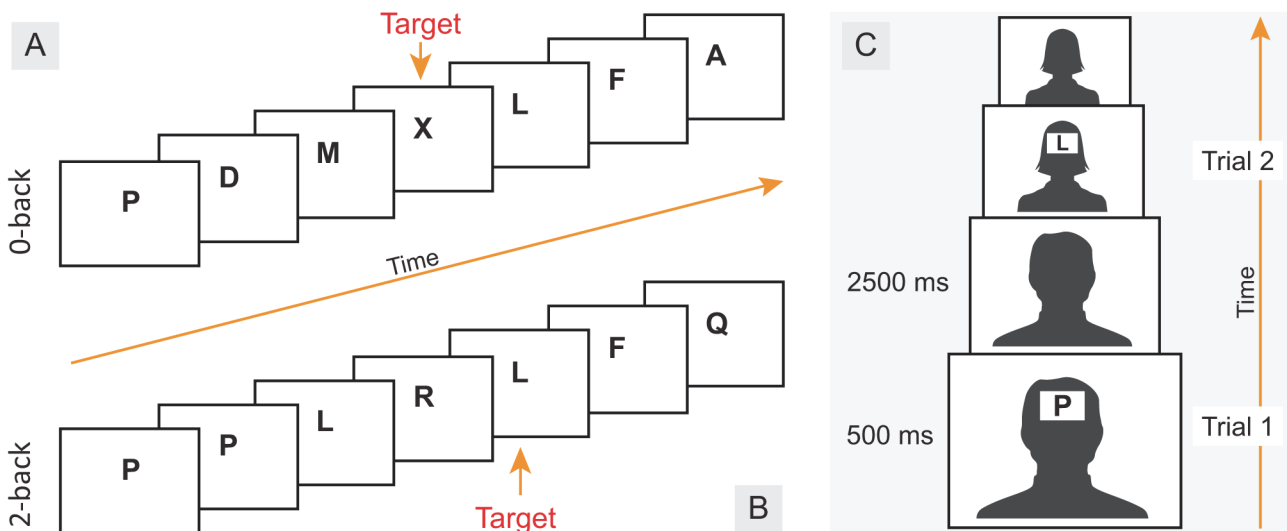 A
Target
0-back
P
D
M
X
L
F
A
Time
2-back
P
P
L
R
L
F
Q
Target
B
C
L
Trial 2
2500 ms
Time
P
500 ms
Trial 1